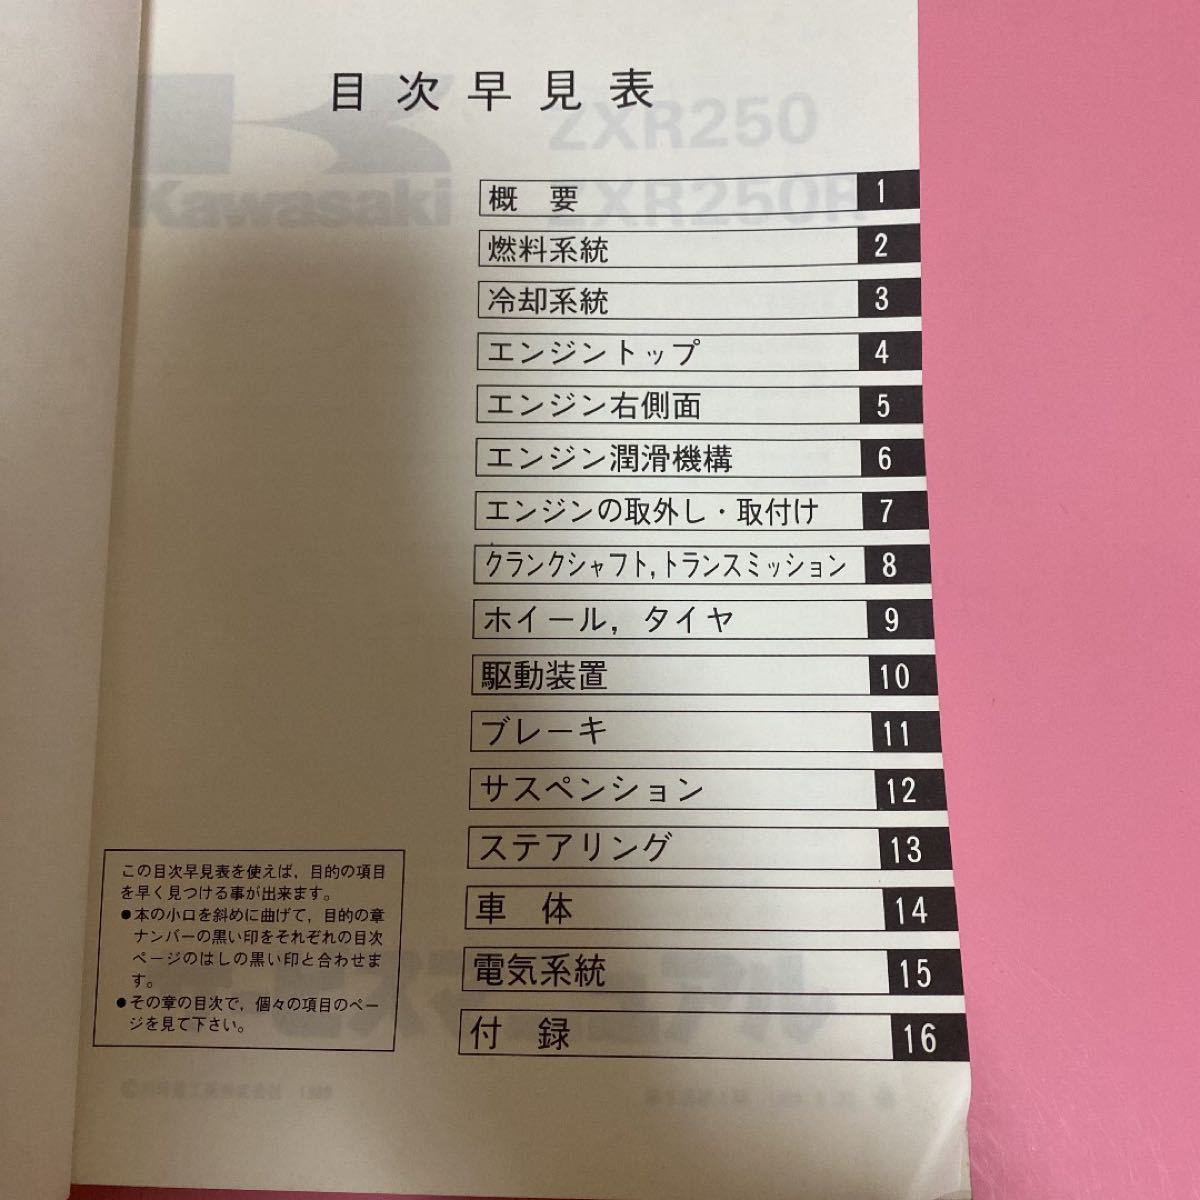 目次早見表
Kawasaki
ZXR250
ZXR250R
概 要 1
燃料系統 2
冷却系統 3
エンジントップ 4
エンジン右側面 5
エンジン潤滑機構 6
エンジンの取外し・取付け 7
クランクシャフト,トランスミッション 8
ホイール, タイヤ 9
駆動装置 10
ブレーキ 11
サスペンション 12
ステアリング 13
車 体 14
電気系統 15
付 録 16
この目次早見表を使えば, 目的の項目
を早く見つける事が出来ます。
●本の小口を斜めに曲げて, 目的の章
ナンバーの黒い印をそれぞれの目次
ページのはしの黒い印と合わせま
す。
●その章の目次で, 個々の項目のペー
ジを見て下さい。